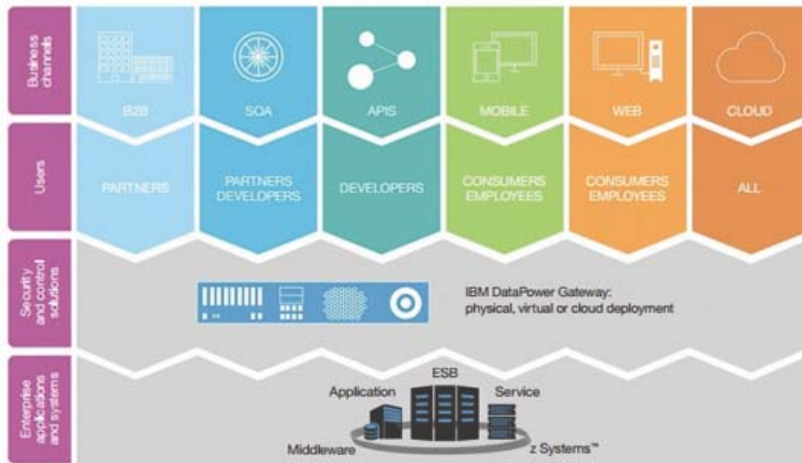 Business
channels
B2B
SOA
APIS
MOBILE
WEB
CLOUD
Users
PARTNERS
PARTNERS
DEVELOPERS
DEVELOPERS
CONSUMERS
EMPLOYEES
CONSUMERS
EMPLOYEES
ALL
Security
and control
solutions
IBM DataPower Gateway:
physical, virtual or cloud deployment
Enterprise
applications
and systems
ESB
Application
Service
Middleware
z Systems™